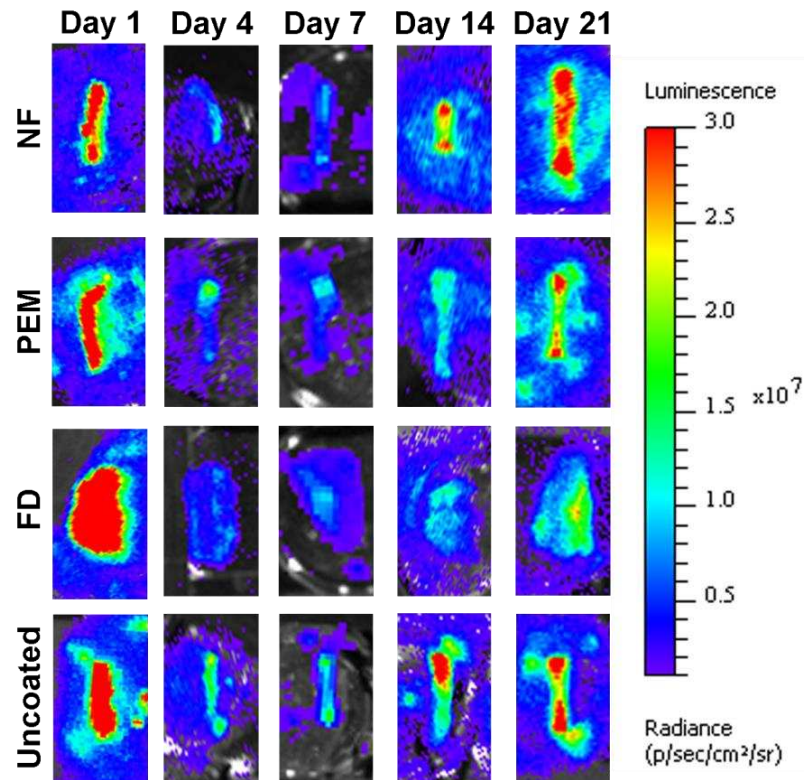 Day 1 Day 4 Day 7 Day 14 Day 21
NF
PEM
FD
Uncoated
Luminescence
3.0
2.5
2.0
1.5 x10⁷
1.0
0.5
Radiance
(p/sec/cm²/sr)